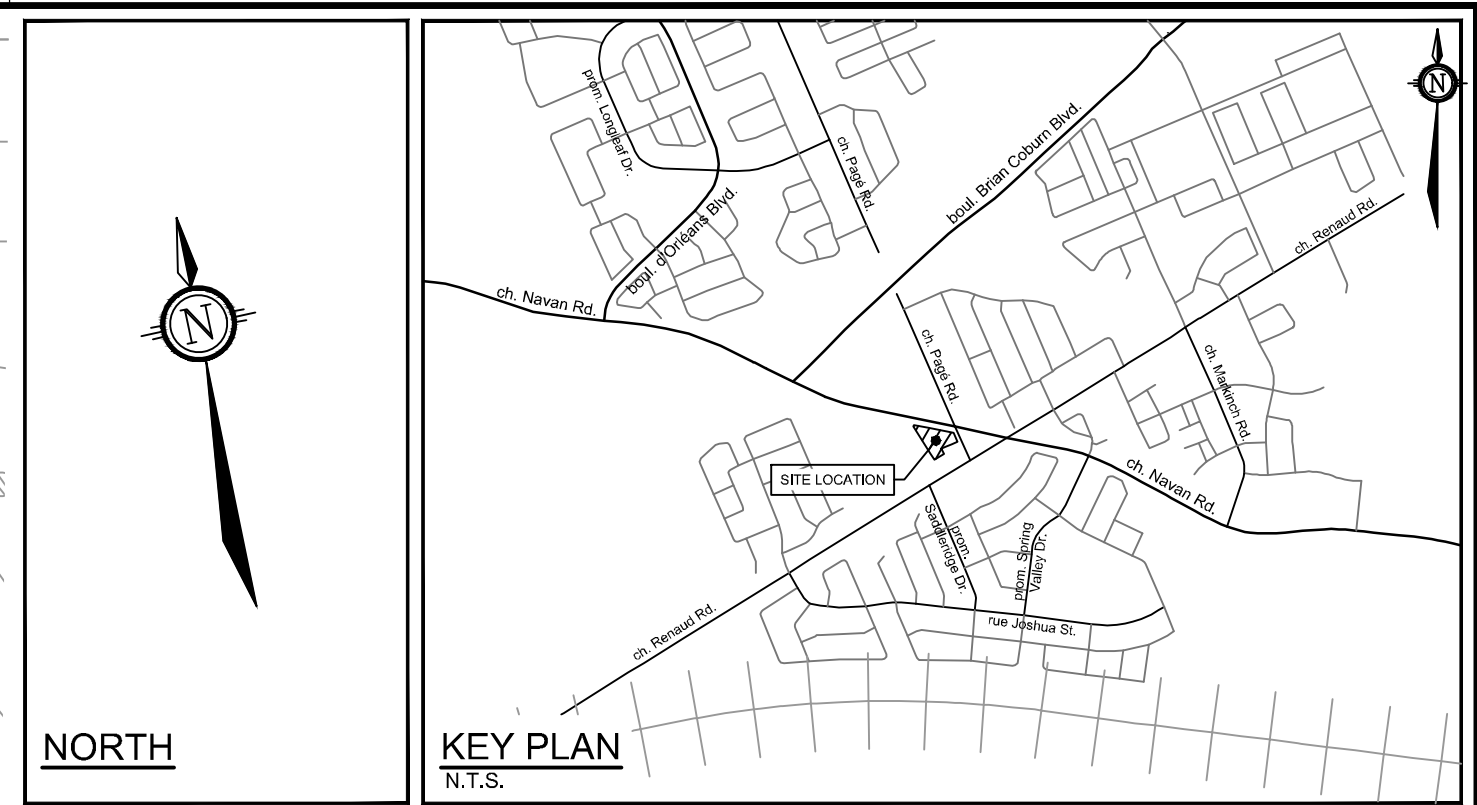 N
NORTH
N
prom. Longleaf Dr.
ch. Pagé Rd.
boul. Brian Coburn Blvd.
boul. d'Orléans Blvd.
ch. Renaud Rd.
ch. Navan Rd.
ch. Pagé Rd.
ch. Markinch Rd.
SITE LOCATION
ch. Navan Rd.
prom.
Saddleridge Dr.
prom. Spring
Valley Dr.
ch. Renaud Rd.
rue Joshua St.
KEY PLAN
N.T.S.